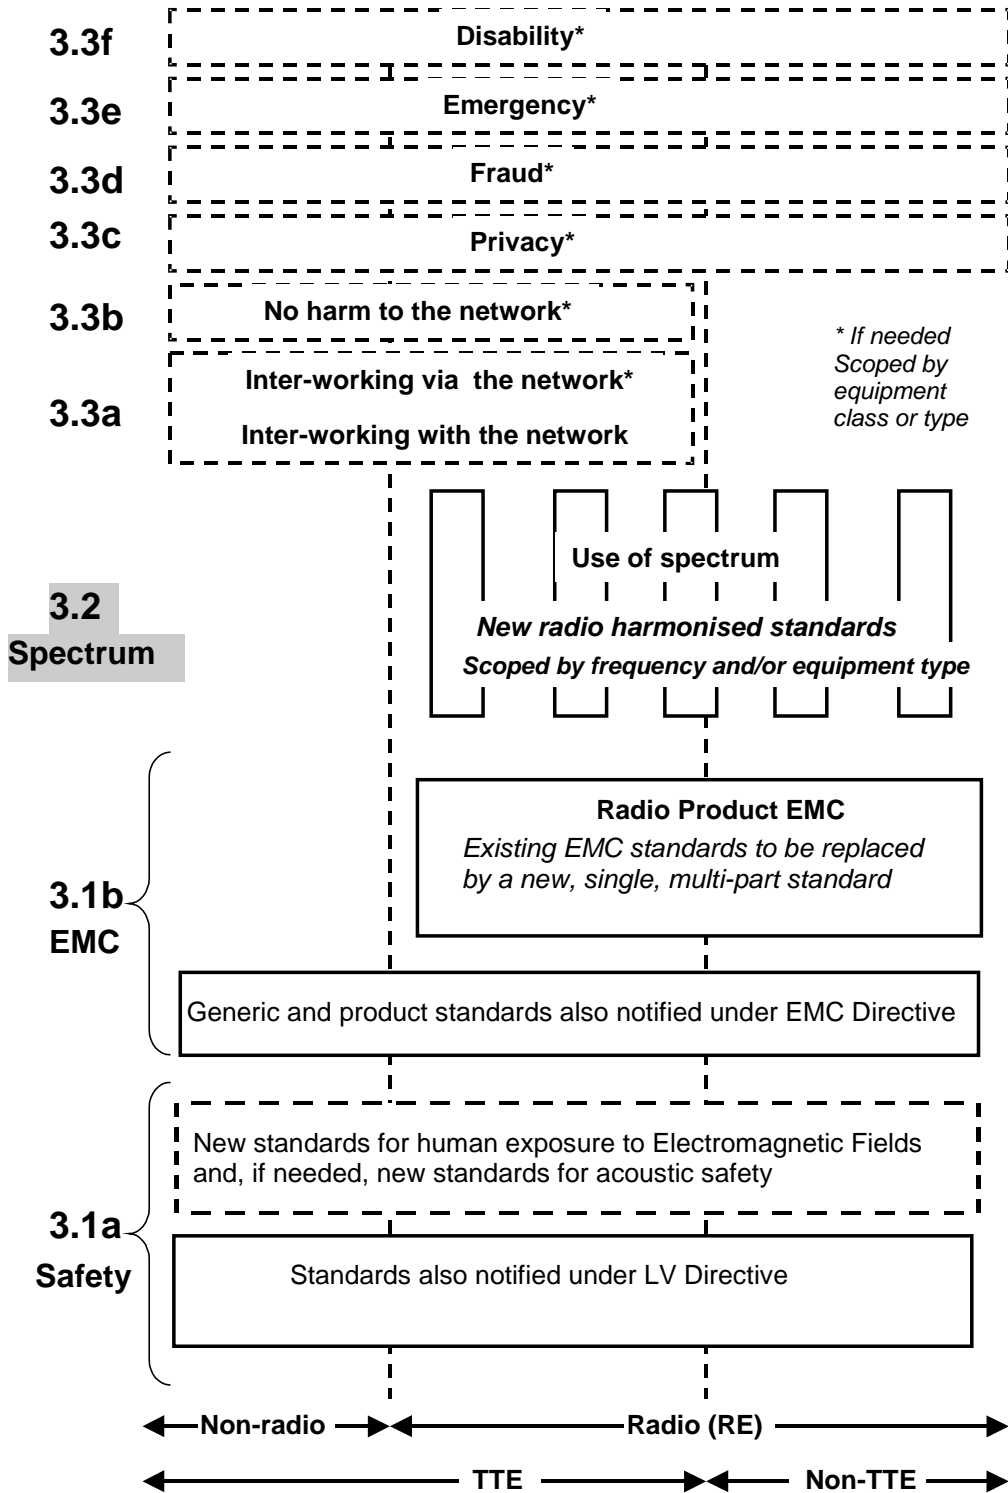 3.3f
Disability*
3.3e
Emergency*
3.3d
Fraud*
3.3c
Privacy*
3.3b
No harm to the network*
* If needed
Scoped by
equipment
class or type
3.3a
Inter-working via the network*
Inter-working with the network
3.2
Spectrum
Use of spectrum
New radio harmonised standards
Scoped by frequency and/or equipment type
3.1b
EMC
Radio Product EMC
Existing EMC standards to be replaced
by a new, single, multi-part standard
Generic and product standards also notified under EMC Directive
3.1a
Safety
New standards for human exposure to Electromagnetic Fields
and, if needed, new standards for acoustic safety
Standards also notified under LV Directive
Non-radio
Radio (RE)
TTE
Non-TTE